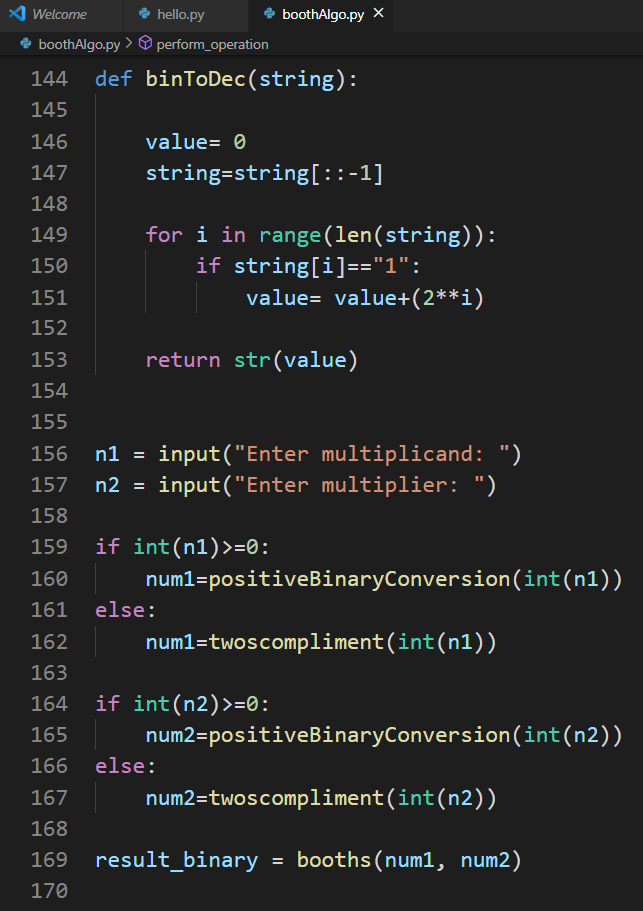 Welcome hello.py boothAlgo.py
boothAlgo.py > perform_operation
144 def binToDec(string):
145
146     value= 0
147     string=string[::-1]
148
149     for i in range(len(string)):
150         if string[i]=="1":
151             value= value+(2**i)
152
153     return str(value)
154
155
156 n1 = input("Enter multiplicand: ")
157 n2 = input("Enter multiplier: ")
158
159 if int(n1)>=0:
160     num1=positiveBinaryConversion(int(n1))
161 else:
162     num1=twoscompliment(int(n1))
163
164 if int(n2)>=0:
165     num2=positiveBinaryConversion(int(n2))
166 else:
167     num2=twoscompliment(int(n2))
168
169 result_binary = booths(num1, num2)
170